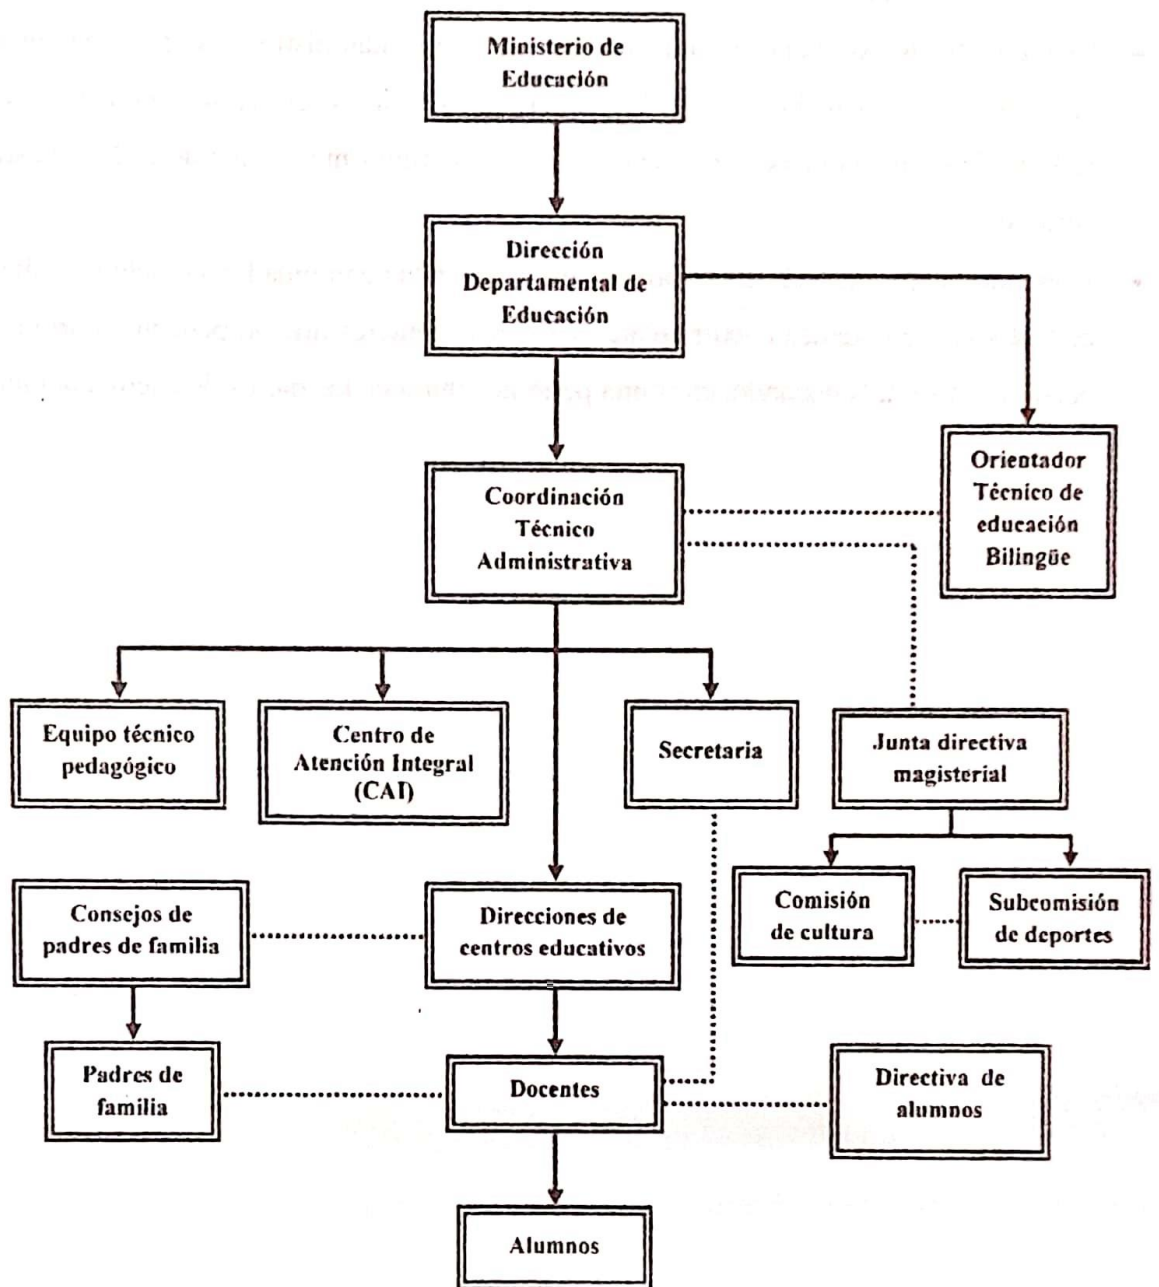 Ministerio de
Educación
Dirección
Departamental de
Educación
Orientador
Técnico de
educación
Bilingüe
Coordinación
Técnico
Administrativa
Equipo técnico
pedagógico
Centro de
Atención Integral
(CAI)
Secretaria
Junta directiva
magisterial
Consejos de
padres de familia
Direcciones de
centros educativos
Comisión
de cultura
Subcomisión
de deportes
Padres de
familia
Docentes
Directiva de
alumnos
Alumnos